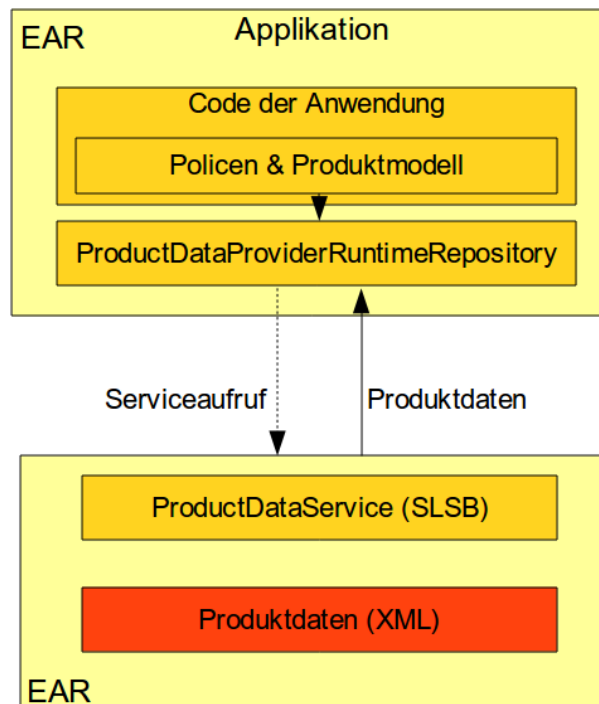 EAR
Applikation
Code der Anwendung
Policen & Produktmodell
ProductDataProviderRuntimeRepository
Serviceaufruf
Produktdaten
ProductDataService (SLSB)
Produktdaten (XML)
EAR